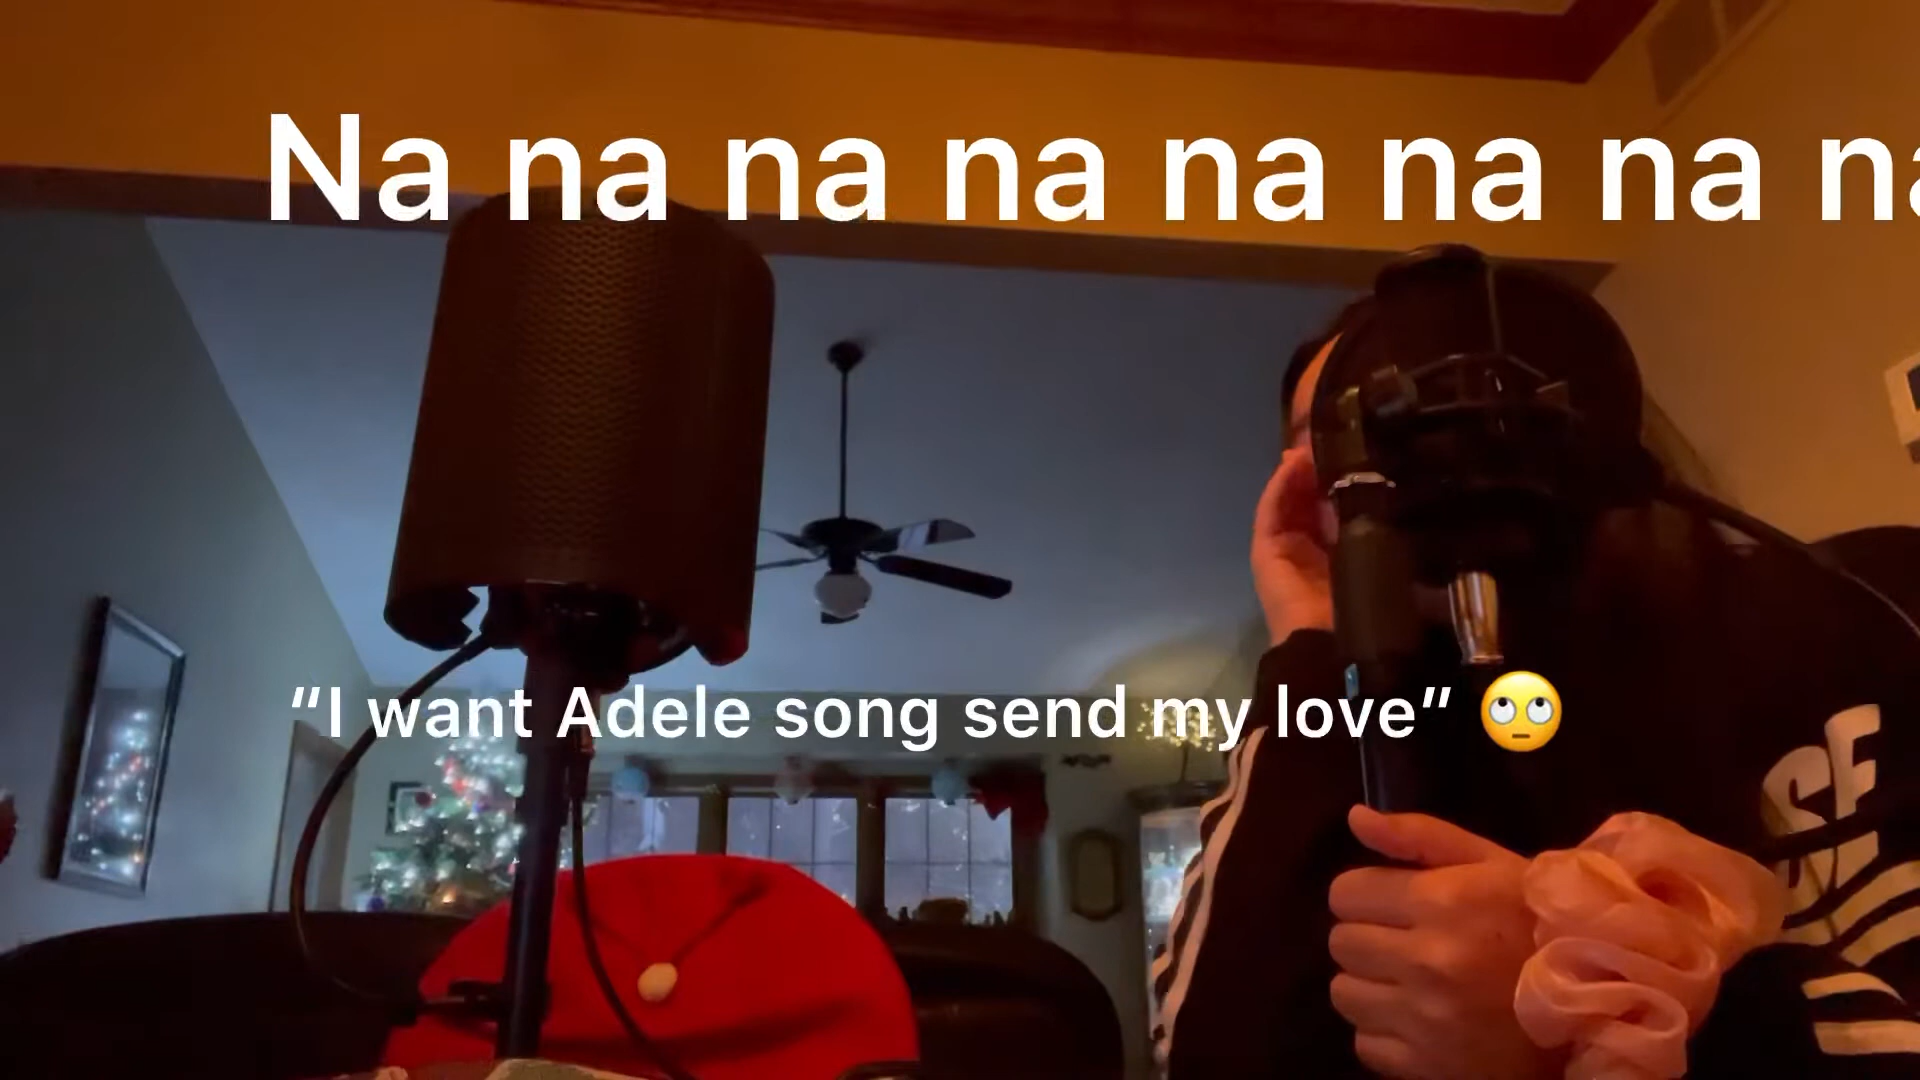 Na na na na na na na na
“I want Adele song send my love” 🙄